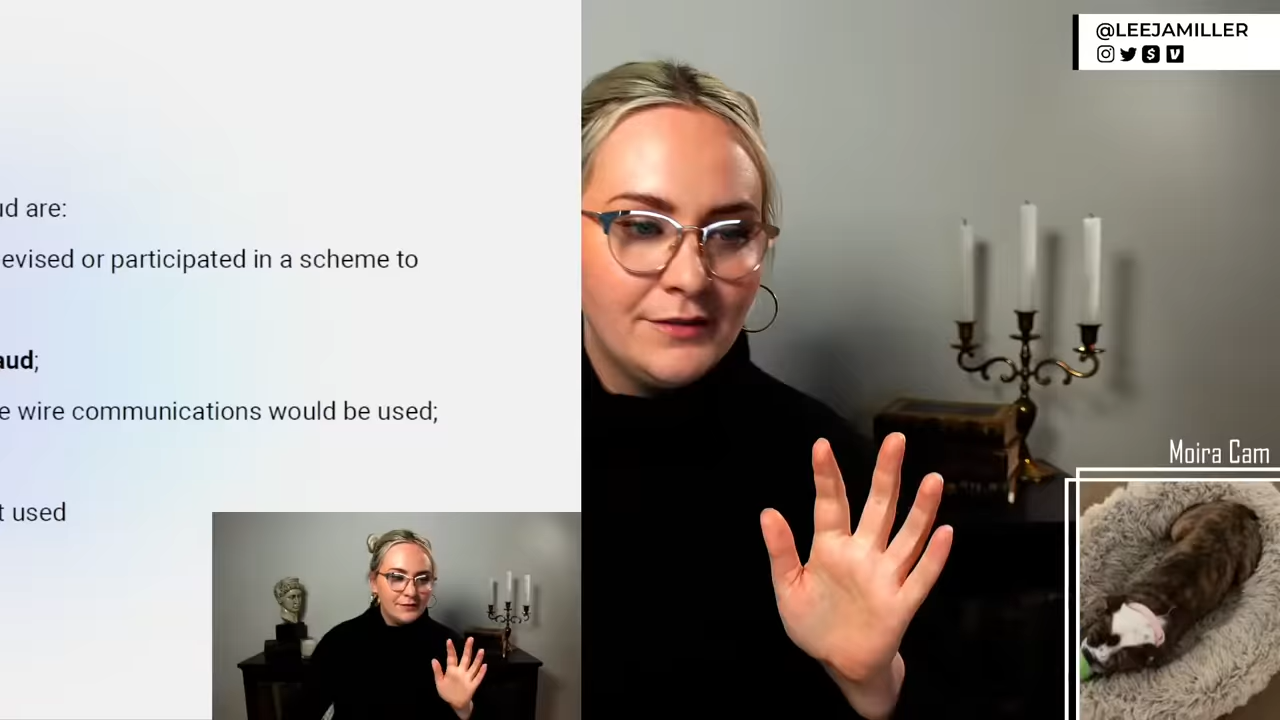 ud are:
evised or participated in a scheme to
aud;
e wire communications would be used;
t used
@LEEJAMILLER
Moira Cam